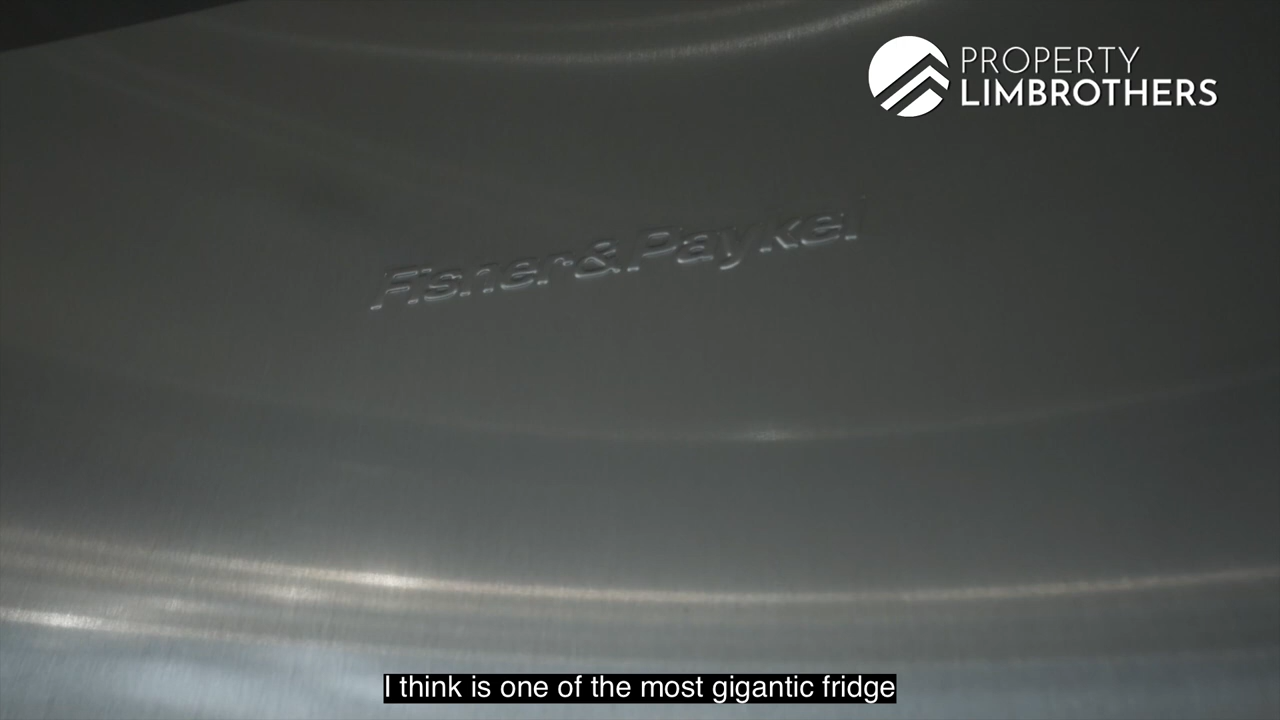 PROPERTY
LIMBROTHERS
Fisher&Paykel
I think is one of the most gigantic fridge